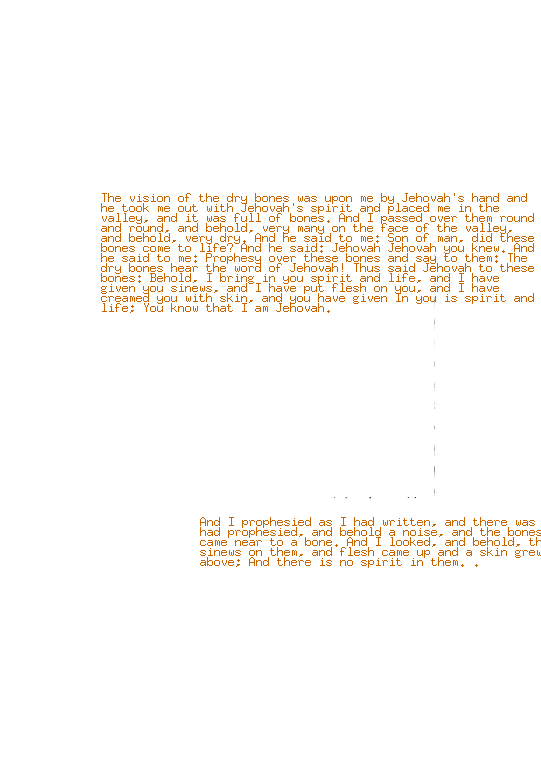 The vision of the dry bones was upon me by Jehovah's hand and
he took me out with Jehovah's spirit and placed me in the
valley, and it was full of bones. And I passed over them round
and round, and behold, very many on the face of the valley,
and behold, very dry. And he said to me: Son of man, did these
bones come to life? And he said: Jehovah Jehovah you knew. And
he said to me: Prophesy over these bones and say to them: The
dry bones hear the word of Jehovah! Thus said Jehovah to these
bones: Behold, I bring in you spirit and life, and I have
given you sinews, and I have put flesh on you, and I have
creamed you with skin, and you have given In you is spirit and
life; You know that I am Jehovah.
And I prophesied as I had written, and there was
had prophesied, and behold a noise, and the bones
came near to a bone. And I looked, and behold, th
sinews on them, and flesh came up and a skin grew
above; And there is no spirit in them. .